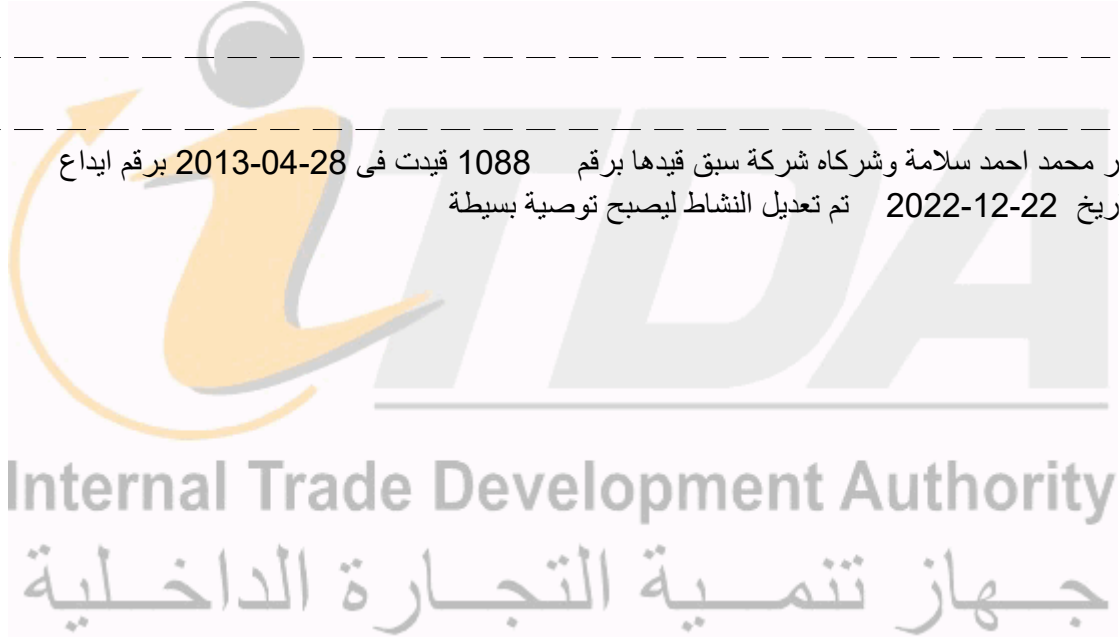 ر محمد احمد سلامة وشركاه شركة سبق قيدها برقم 1088 قيدت فى 28-04-2013 برقم ايداع
ريخ 22-12-2022 تم تعديل النشاط ليصبح توصية بسيطة
iTDA
Internal Trade Development Authority
جهاز تنمية التجارة الداخلية